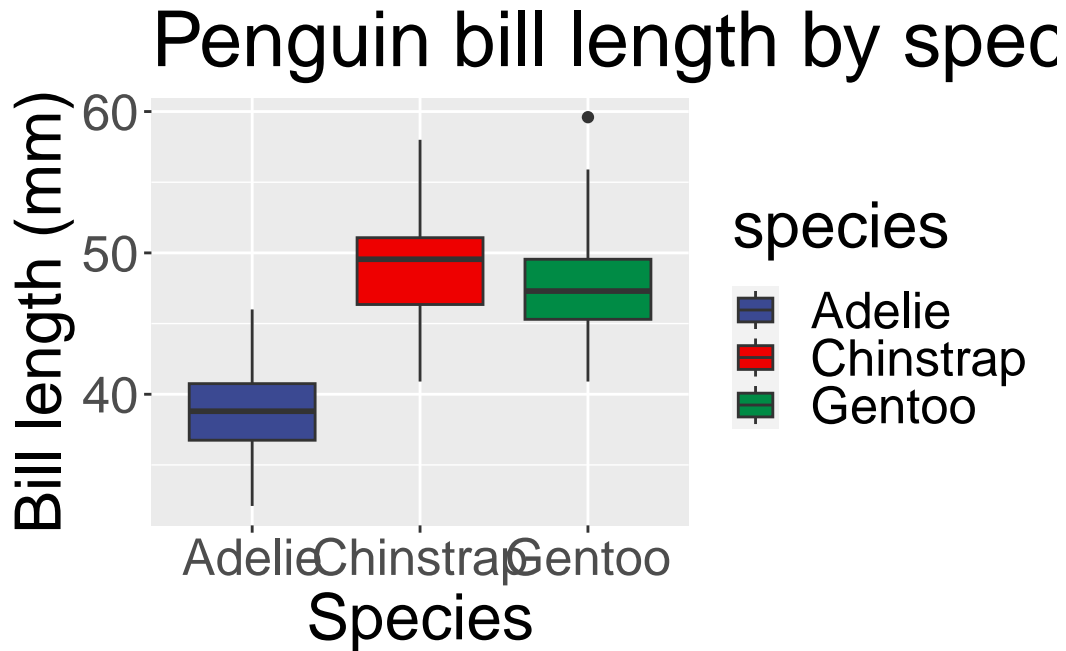 Penguin bill length by spec
Bill length (mm)
60
50
40
Adelie
Chinstrap
Gentoo
Species
species
Adelie
Chinstrap
Gentoo